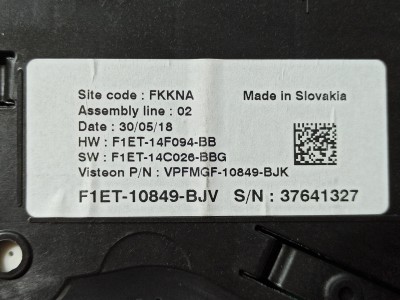 Site code : FKKNA Made in Slovakia
Assembly line : 02
Date : 30/05/18
HW : F1ET-14F094-BB
SW : F1ET-14C026-BBG
Visteon P/N : VPFMGF-10849-BJK
F1ET-10849-BJV S/N : 37641327